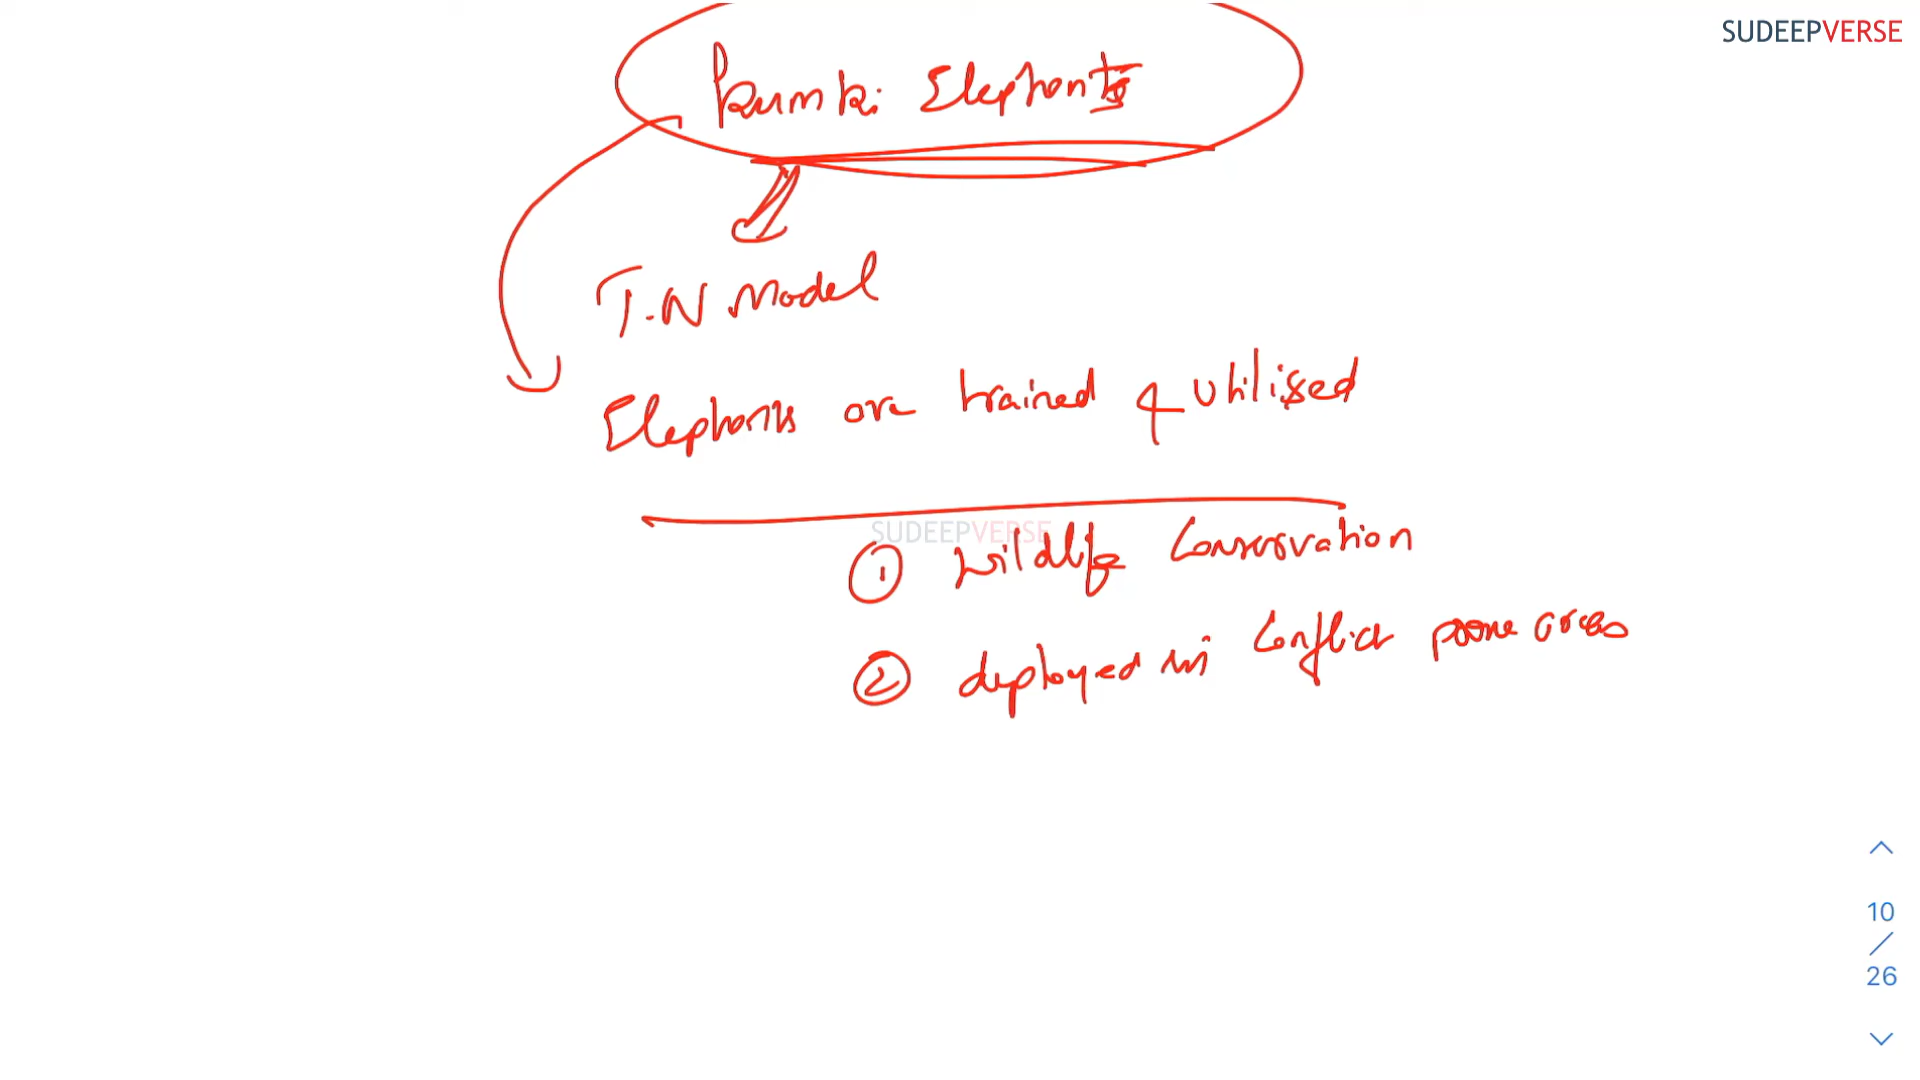 SUDEEPVERSE
Kumki Elephants
T.N Model
Elephants are trained & utilised
SUDEEPVERSE
① Wildlife Conservation
② deployed in Conflict prone areas
10
/
26